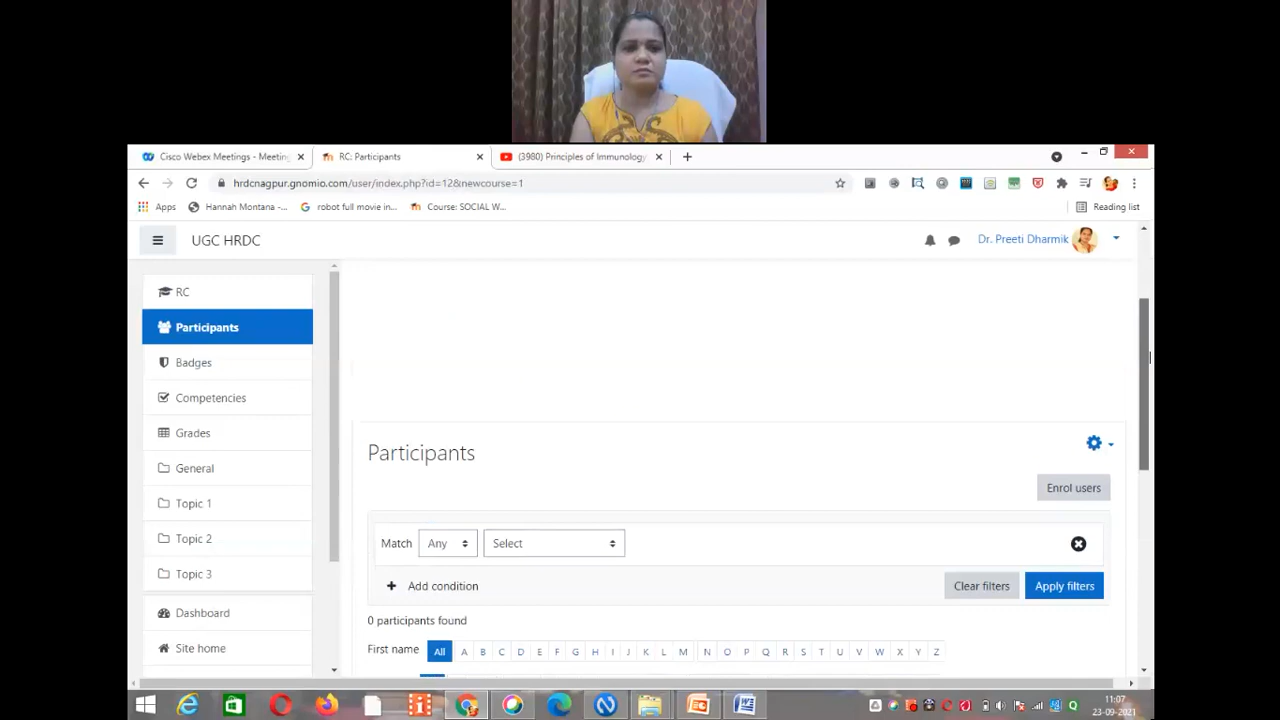 Cisco Webex Meetings - Meeting
RC: Participants
(3980) Principles of Immunology
hrdcnagpur.gnomio.com/user/index.php?id=12&newcourse=1
Apps
Hannah Montana -...
robot full movie in...
Course: SOCIAL W...
Reading list
UGC HRDC
Dr. Preeti Dharmik
RC
Participants
Badges
Competencies
Grades
General
Topic 1
Topic 2
Topic 3
Dashboard
Site home
Participants
Enrol users
Match Any Select
Add condition
Clear filters Apply filters
0 participants found
First name All A B C D E F G H I J K L M N O P Q R S T U V W X Y Z
11:07
23-09-2021